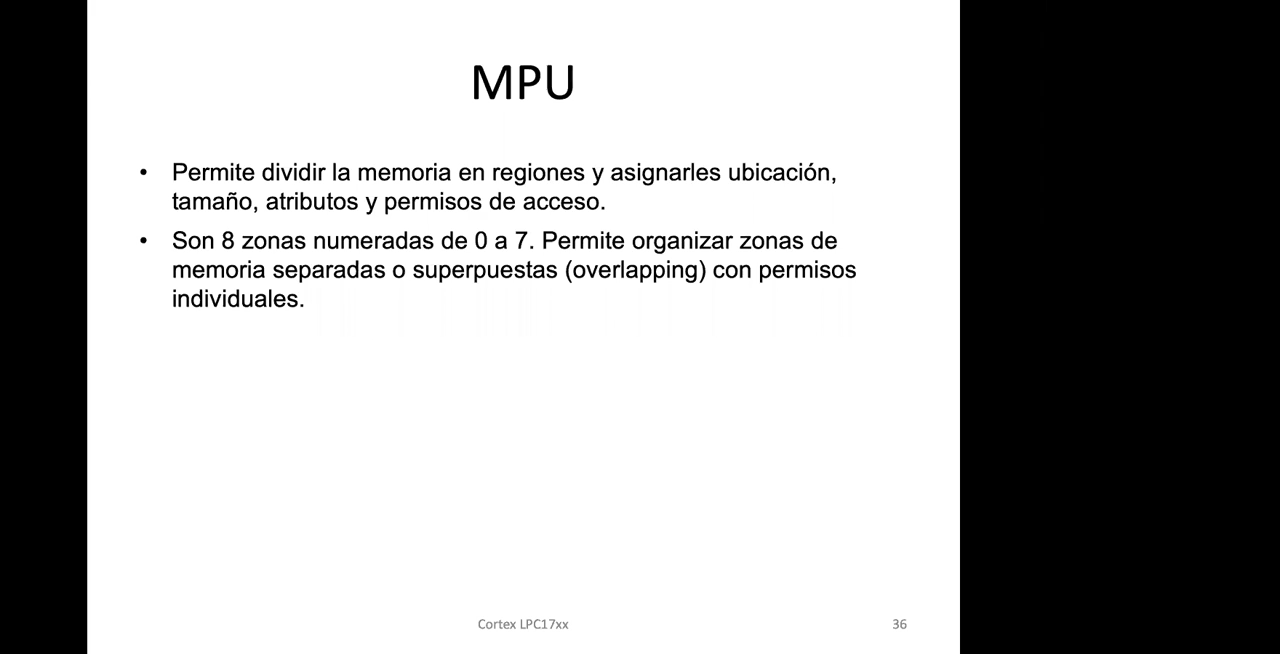 MPU
• Permite dividir la memoria en regiones y asignarles ubicación,
tamaño, atributos y permisos de acceso.
• Son 8 zonas numeradas de 0 a 7. Permite organizar zonas de
memoria separadas o superpuestas (overlapping) con permisos
individuales.
Cortex LPC17xx
36